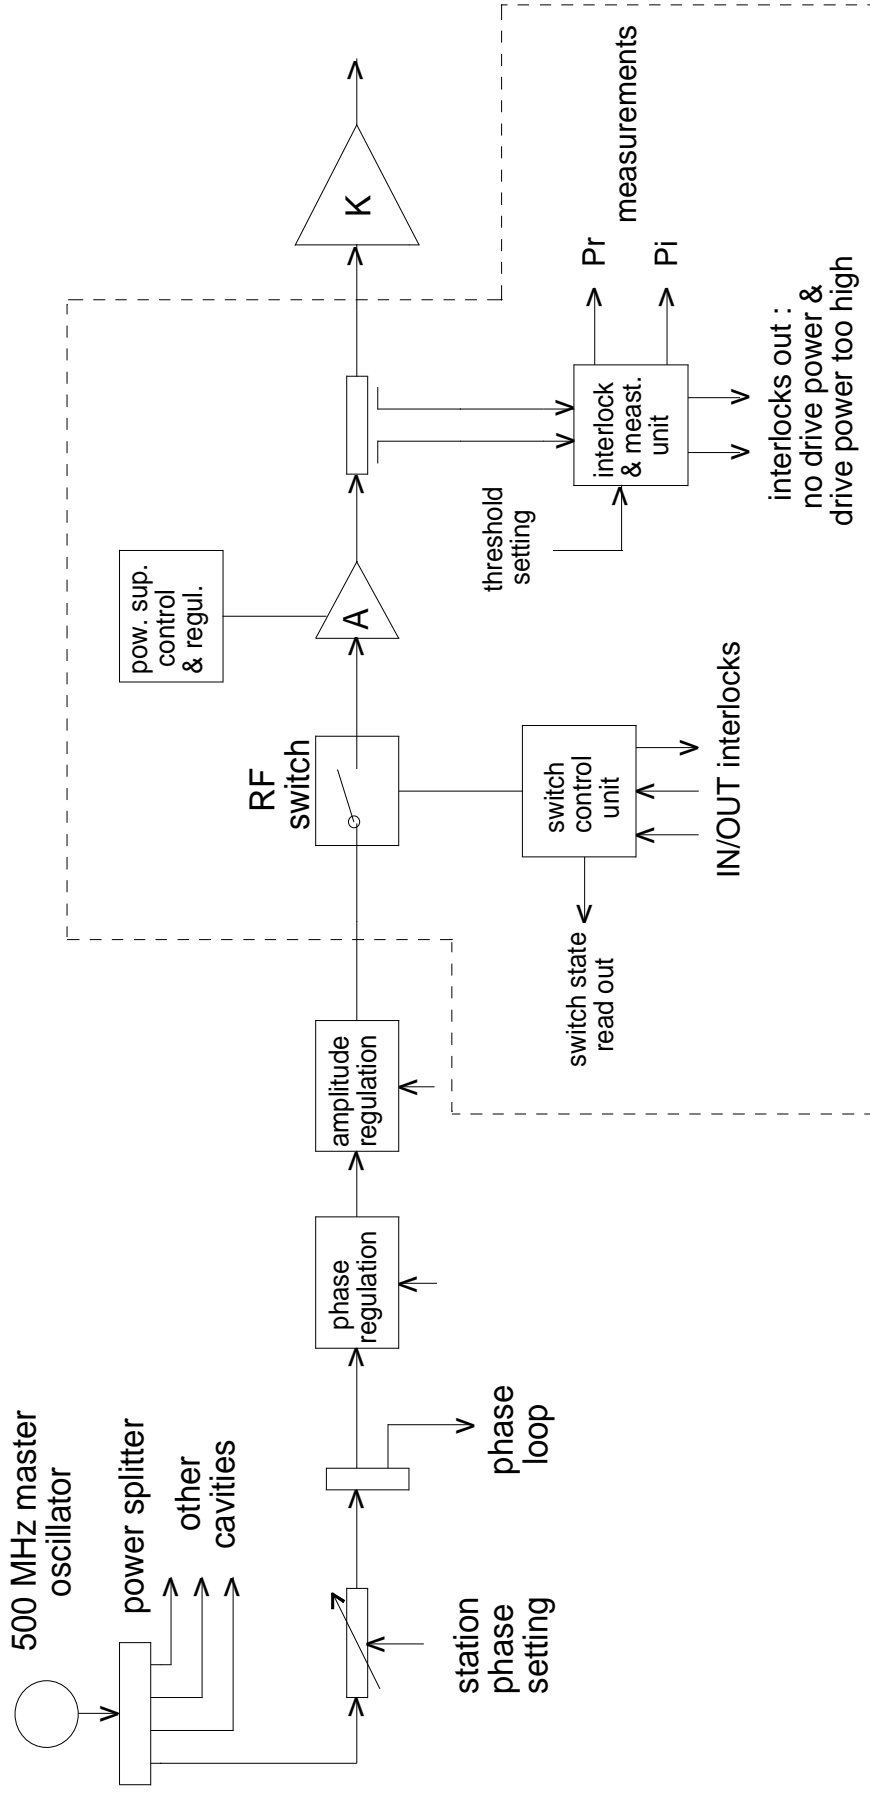 500 MHz master
oscillator
power splitter
other
cavities
station
phase
setting
phase
loop
phase
regulation
amplitude
regulation
RF
switch
switch
control
unit
switch state
read out
IN/OUT interlocks
pow. sup.
control
& regul.
A
threshold
setting
interlock
& meast.
unit
Pr
Pi
measurements
interlocks out :
no drive power &
drive power too high
K